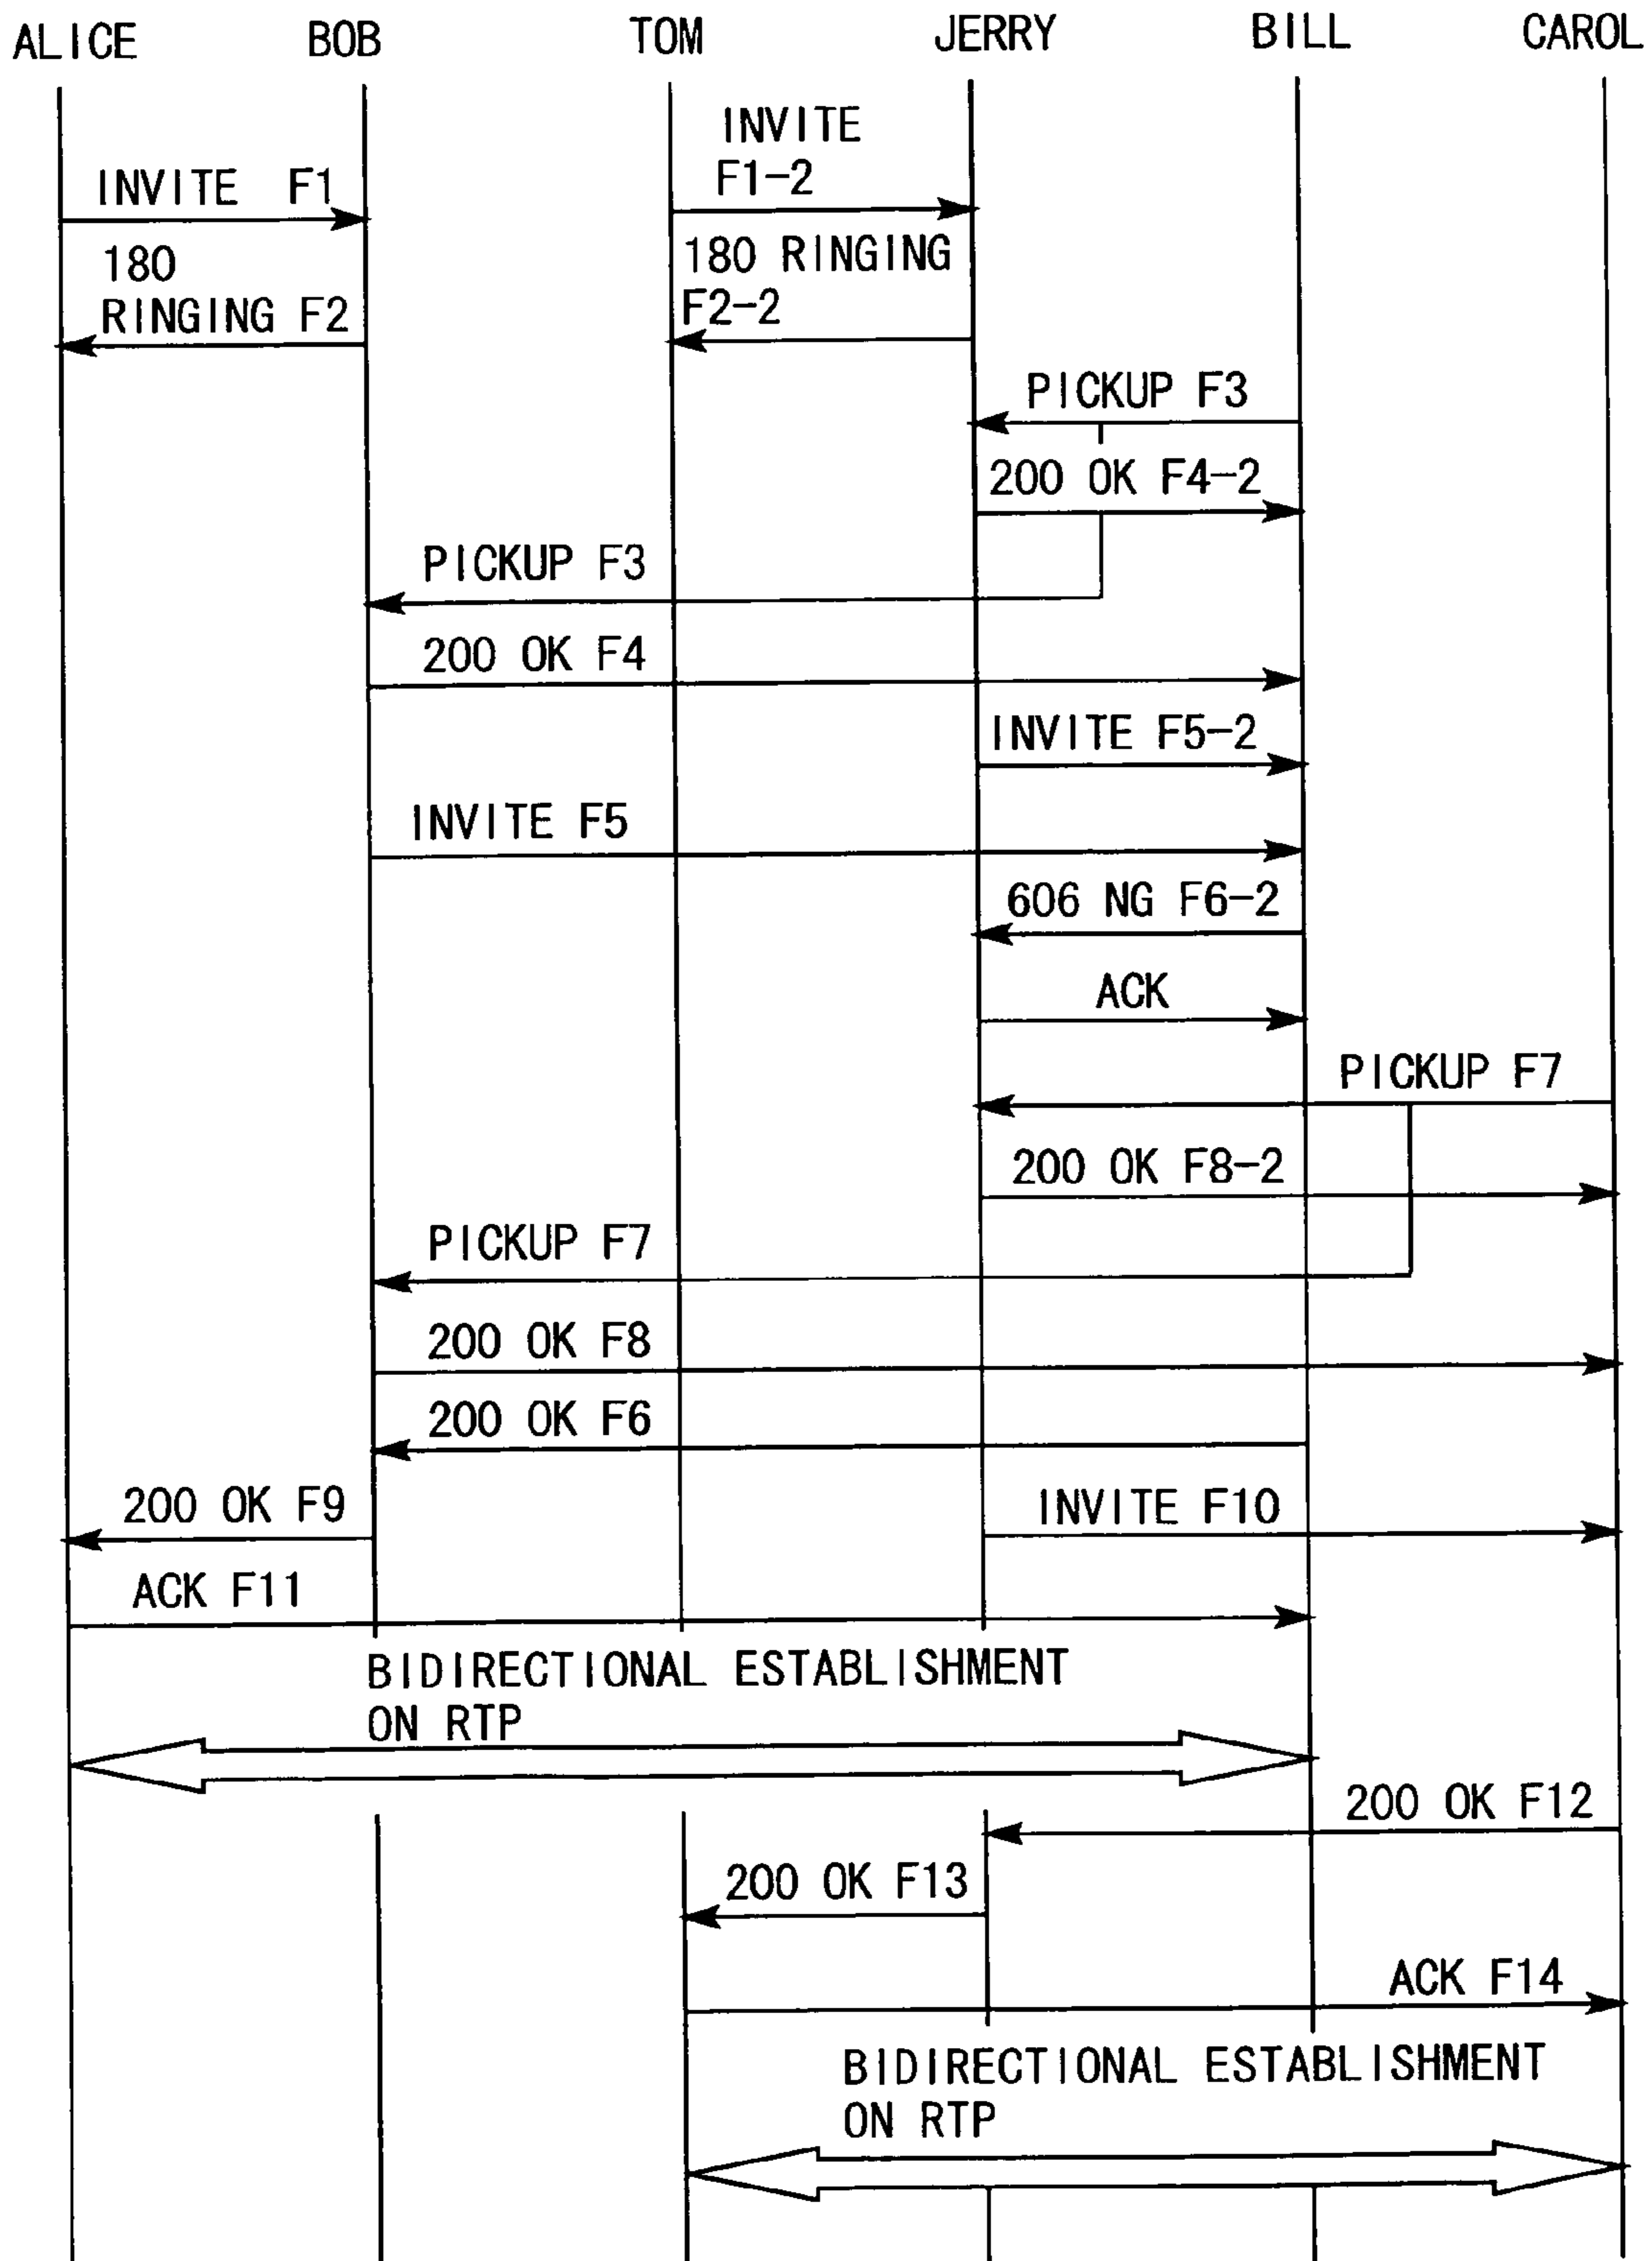 ALICE BOB TOM JERRY BILL CAROL
INVITE
F1-2
INVITE F1
180
RINGING F2
180 RINGING
F2-2
PICKUP F3
200 OK F4-2
PICKUP F3
200 OK F4
INVITE F5-2
INVITE F5
606 NG F6-2
ACK
PICKUP F7
200 OK F8-2
PICKUP F7
200 OK F8
200 OK F6
200 OK F9
INVITE F10
ACK F11
BIDIRECTIONAL ESTABLISHMENT
ON RTP
200 OK F12
200 OK F13
ACK F14
BIDIRECTIONAL ESTABLISHMENT
ON RTP